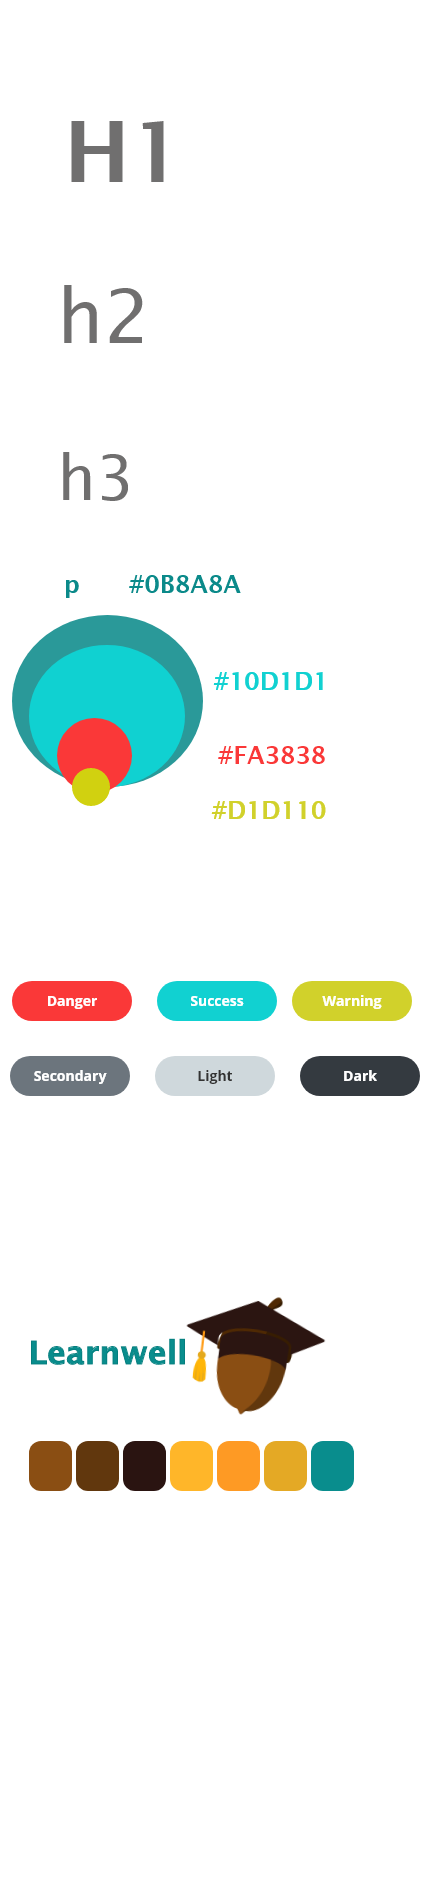 H1
h2
h3
p #0B8A8A
#10D1D1
#FA3838
#D1D110
Danger Success Warning
Secondary Light Dark
Learnwell